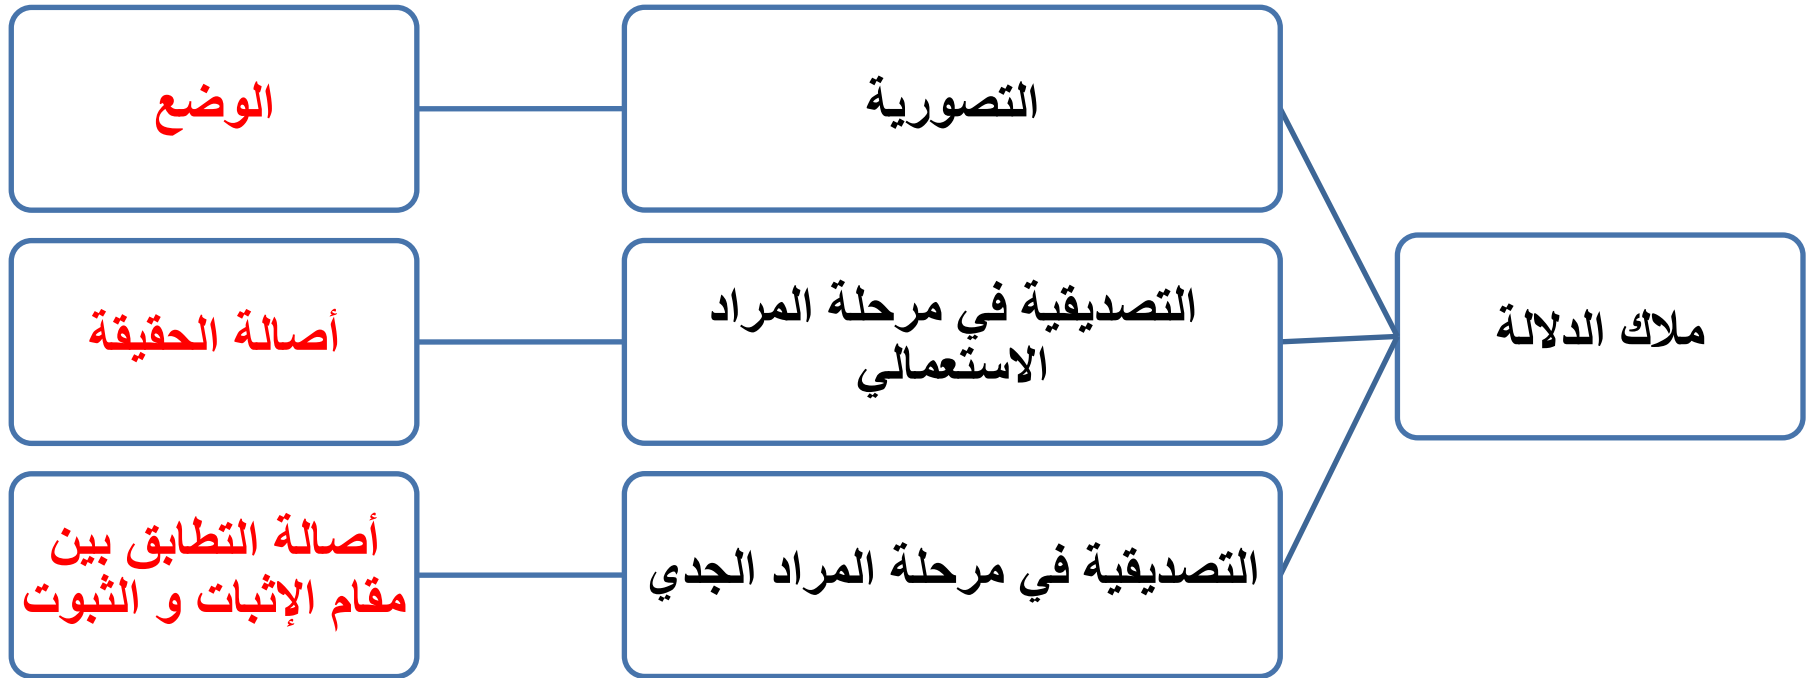 ملاك الدلالة
التصورية
الوضع
التصديقية في مرحلة المراد
الاستعمالي
أصالة الحقيقة
التصديقية في مرحلة المراد الجدي
أصالة التطابق بين
مقام الإثبات و الثبوت